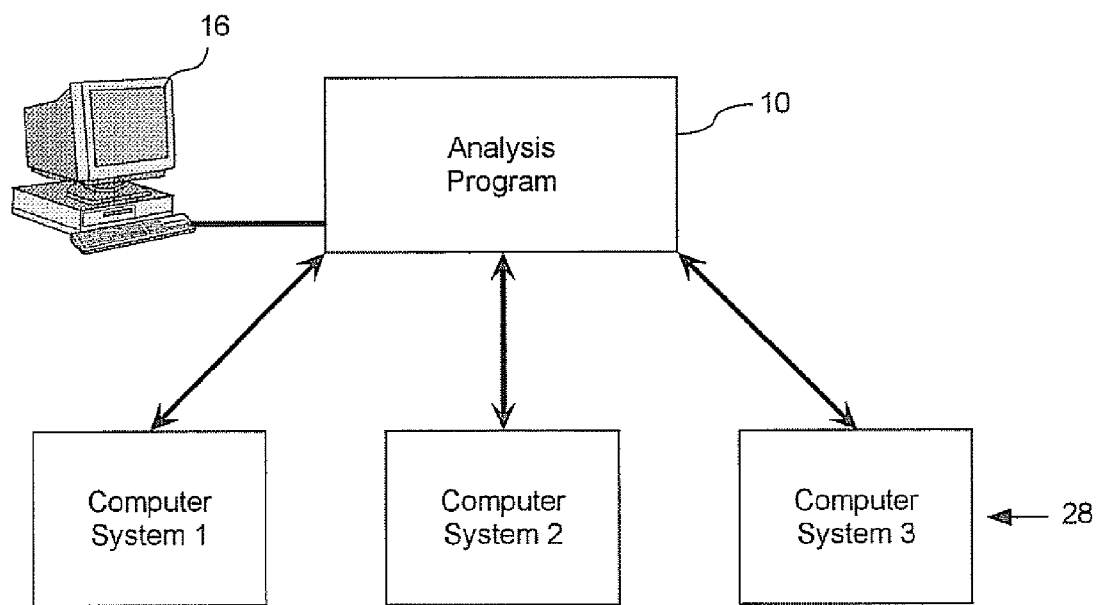 16
10
Analysis
Program
Computer
System 1
Computer
System 2
Computer
System 3
28